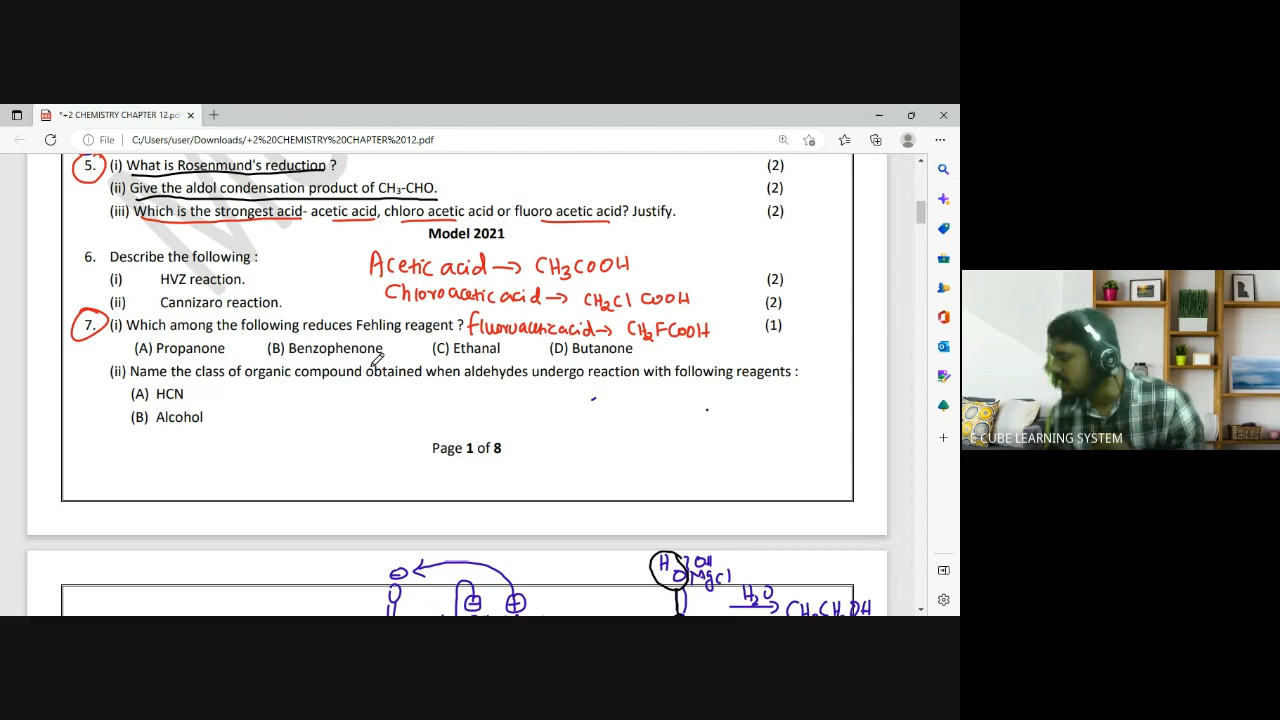 *+2 CHEMISTRY CHAPTER 12.pd
File C:/Users/user/Downloads/+2%20CHEMISTRY%20CHAPTER%2012.pdf
5. (i) What is Rosenmund's reduction ? (2)
(ii) Give the aldol condensation product of CH₃-CHO. (2)
(iii) Which is the strongest acid- acetic acid, chloro acetic acid or fluoro acetic acid? Justify. (2)
Model 2021
6. Describe the following :
Acetic acid → CH₃COOH
(i) HVZ reaction. (2)
Chloroacetic acid → CH₂Cl COOH
(ii) Cannizaro reaction. (2)
7. (i) Which among the following reduces Fehling reagent ? (1)
Fluoroacetic acid → CH₂FCOOH
(A) Propanone (B) Benzophenone (C) Ethanal (D) Butanone
(ii) Name the class of organic compound obtained when aldehydes undergo reaction with following reagents :
(A) HCN
(B) Alcohol
E CUBE LEARNING SYSTEM
Page 1 of 8
H OH
O MgCl
H₂O
CH₃CH₂OH